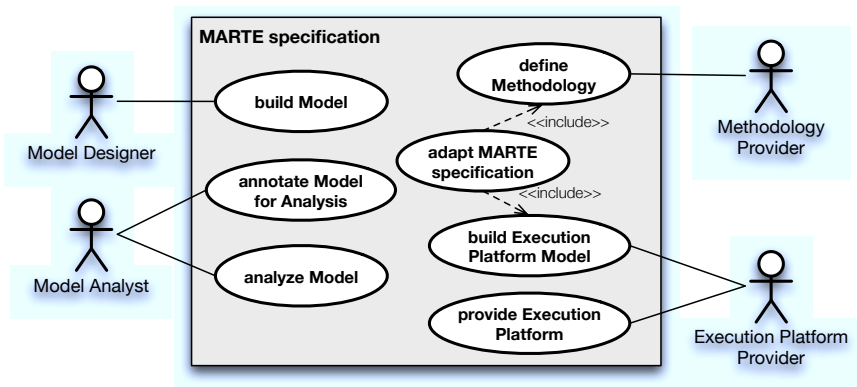 MARTE specification
define
Methodology
build Model
<<include>>
Model Designer
Methodology
Provider
adapt MARTE
specification
annotate Model
for Analysis
<<include>>
build Execution
Platform Model
analyze Model
Model Analyst
provide Execution
Platform
Execution Platform
Provider